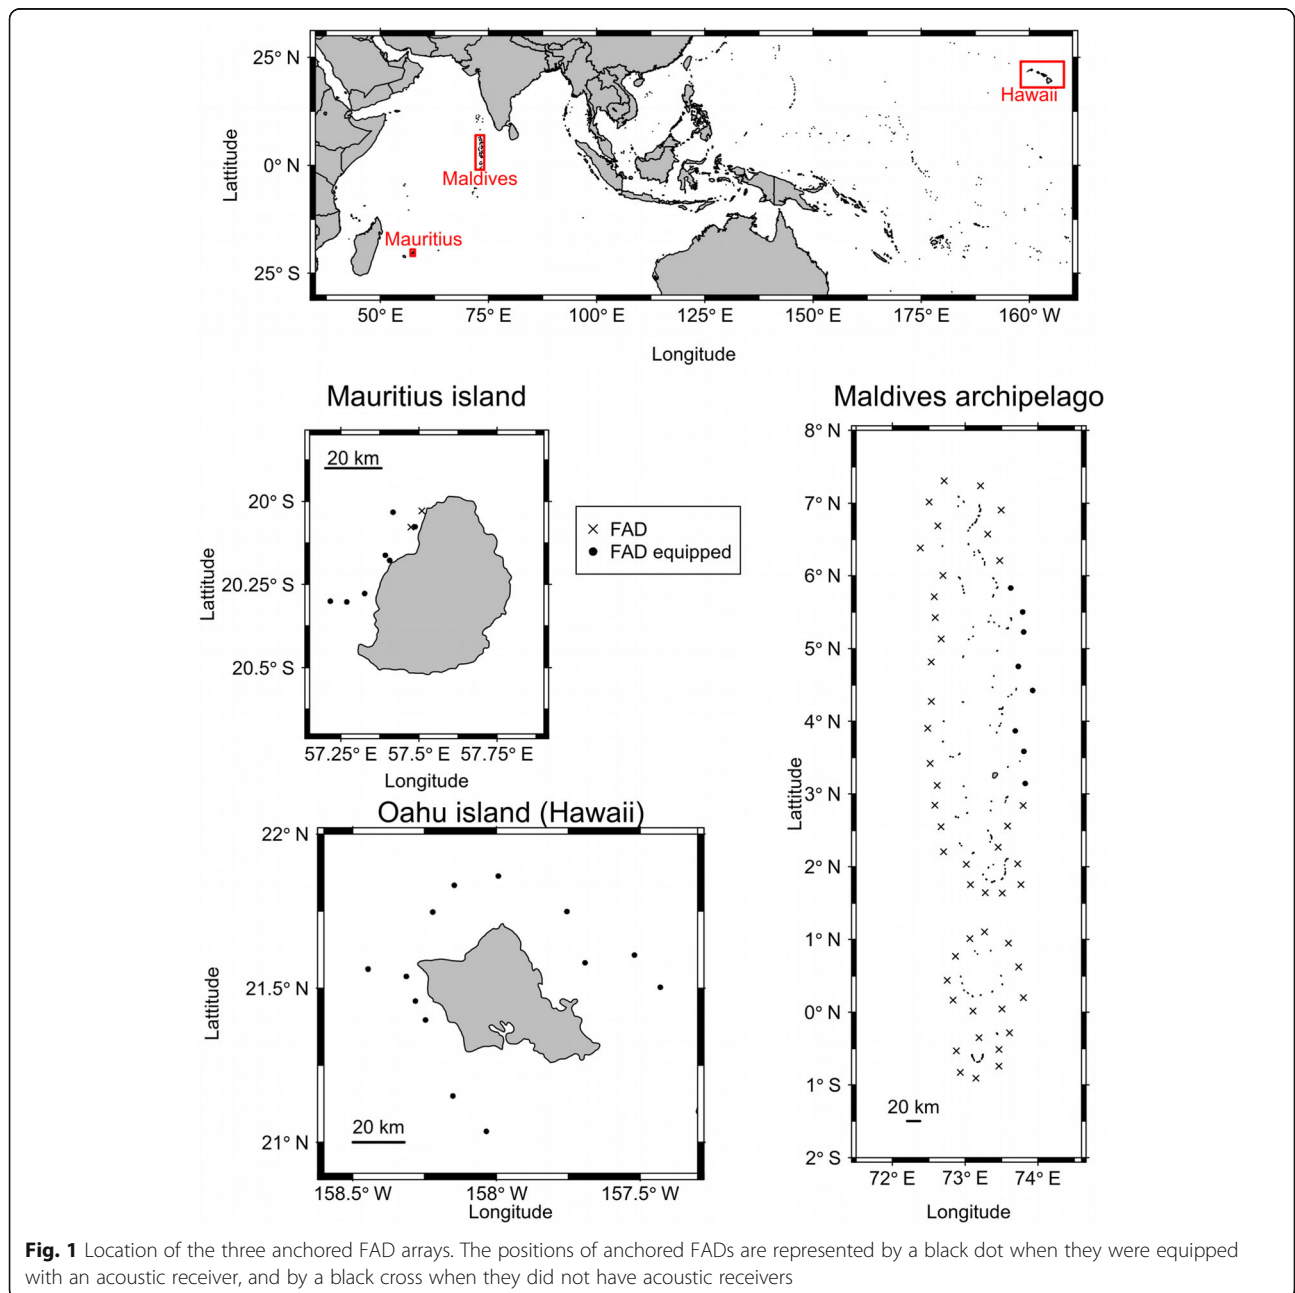 25° N
0° N
25° S
Lattitude
Hawaii
Maldives
Mauritius
50° E 75° E 100° E 125° E 150° E 175° E 160° W
Longitude
Mauritius island
20 km
20° S
20.25° S
20.5° S
Lattitude
57.25° E 57.5° E 57.75° E
Longitude
FAD
FAD equipped
Maldives archipelago
8° N
7° N
6° N
5° N
4° N
3° N
2° N
1° N
0° N
1° S
2° S
Lattitude
20 km
72° E 73° E 74° E
Longitude
Oahu island (Hawaii)
22° N
21.5° N
21° N
Lattitude
20 km
158.5° W 158° W 157.5° W
Longitude
Fig. 1 Location of the three anchored FAD arrays. The positions of anchored FADs are represented by a black dot when they were equipped
with an acoustic receiver, and by a black cross when they did not have acoustic receivers